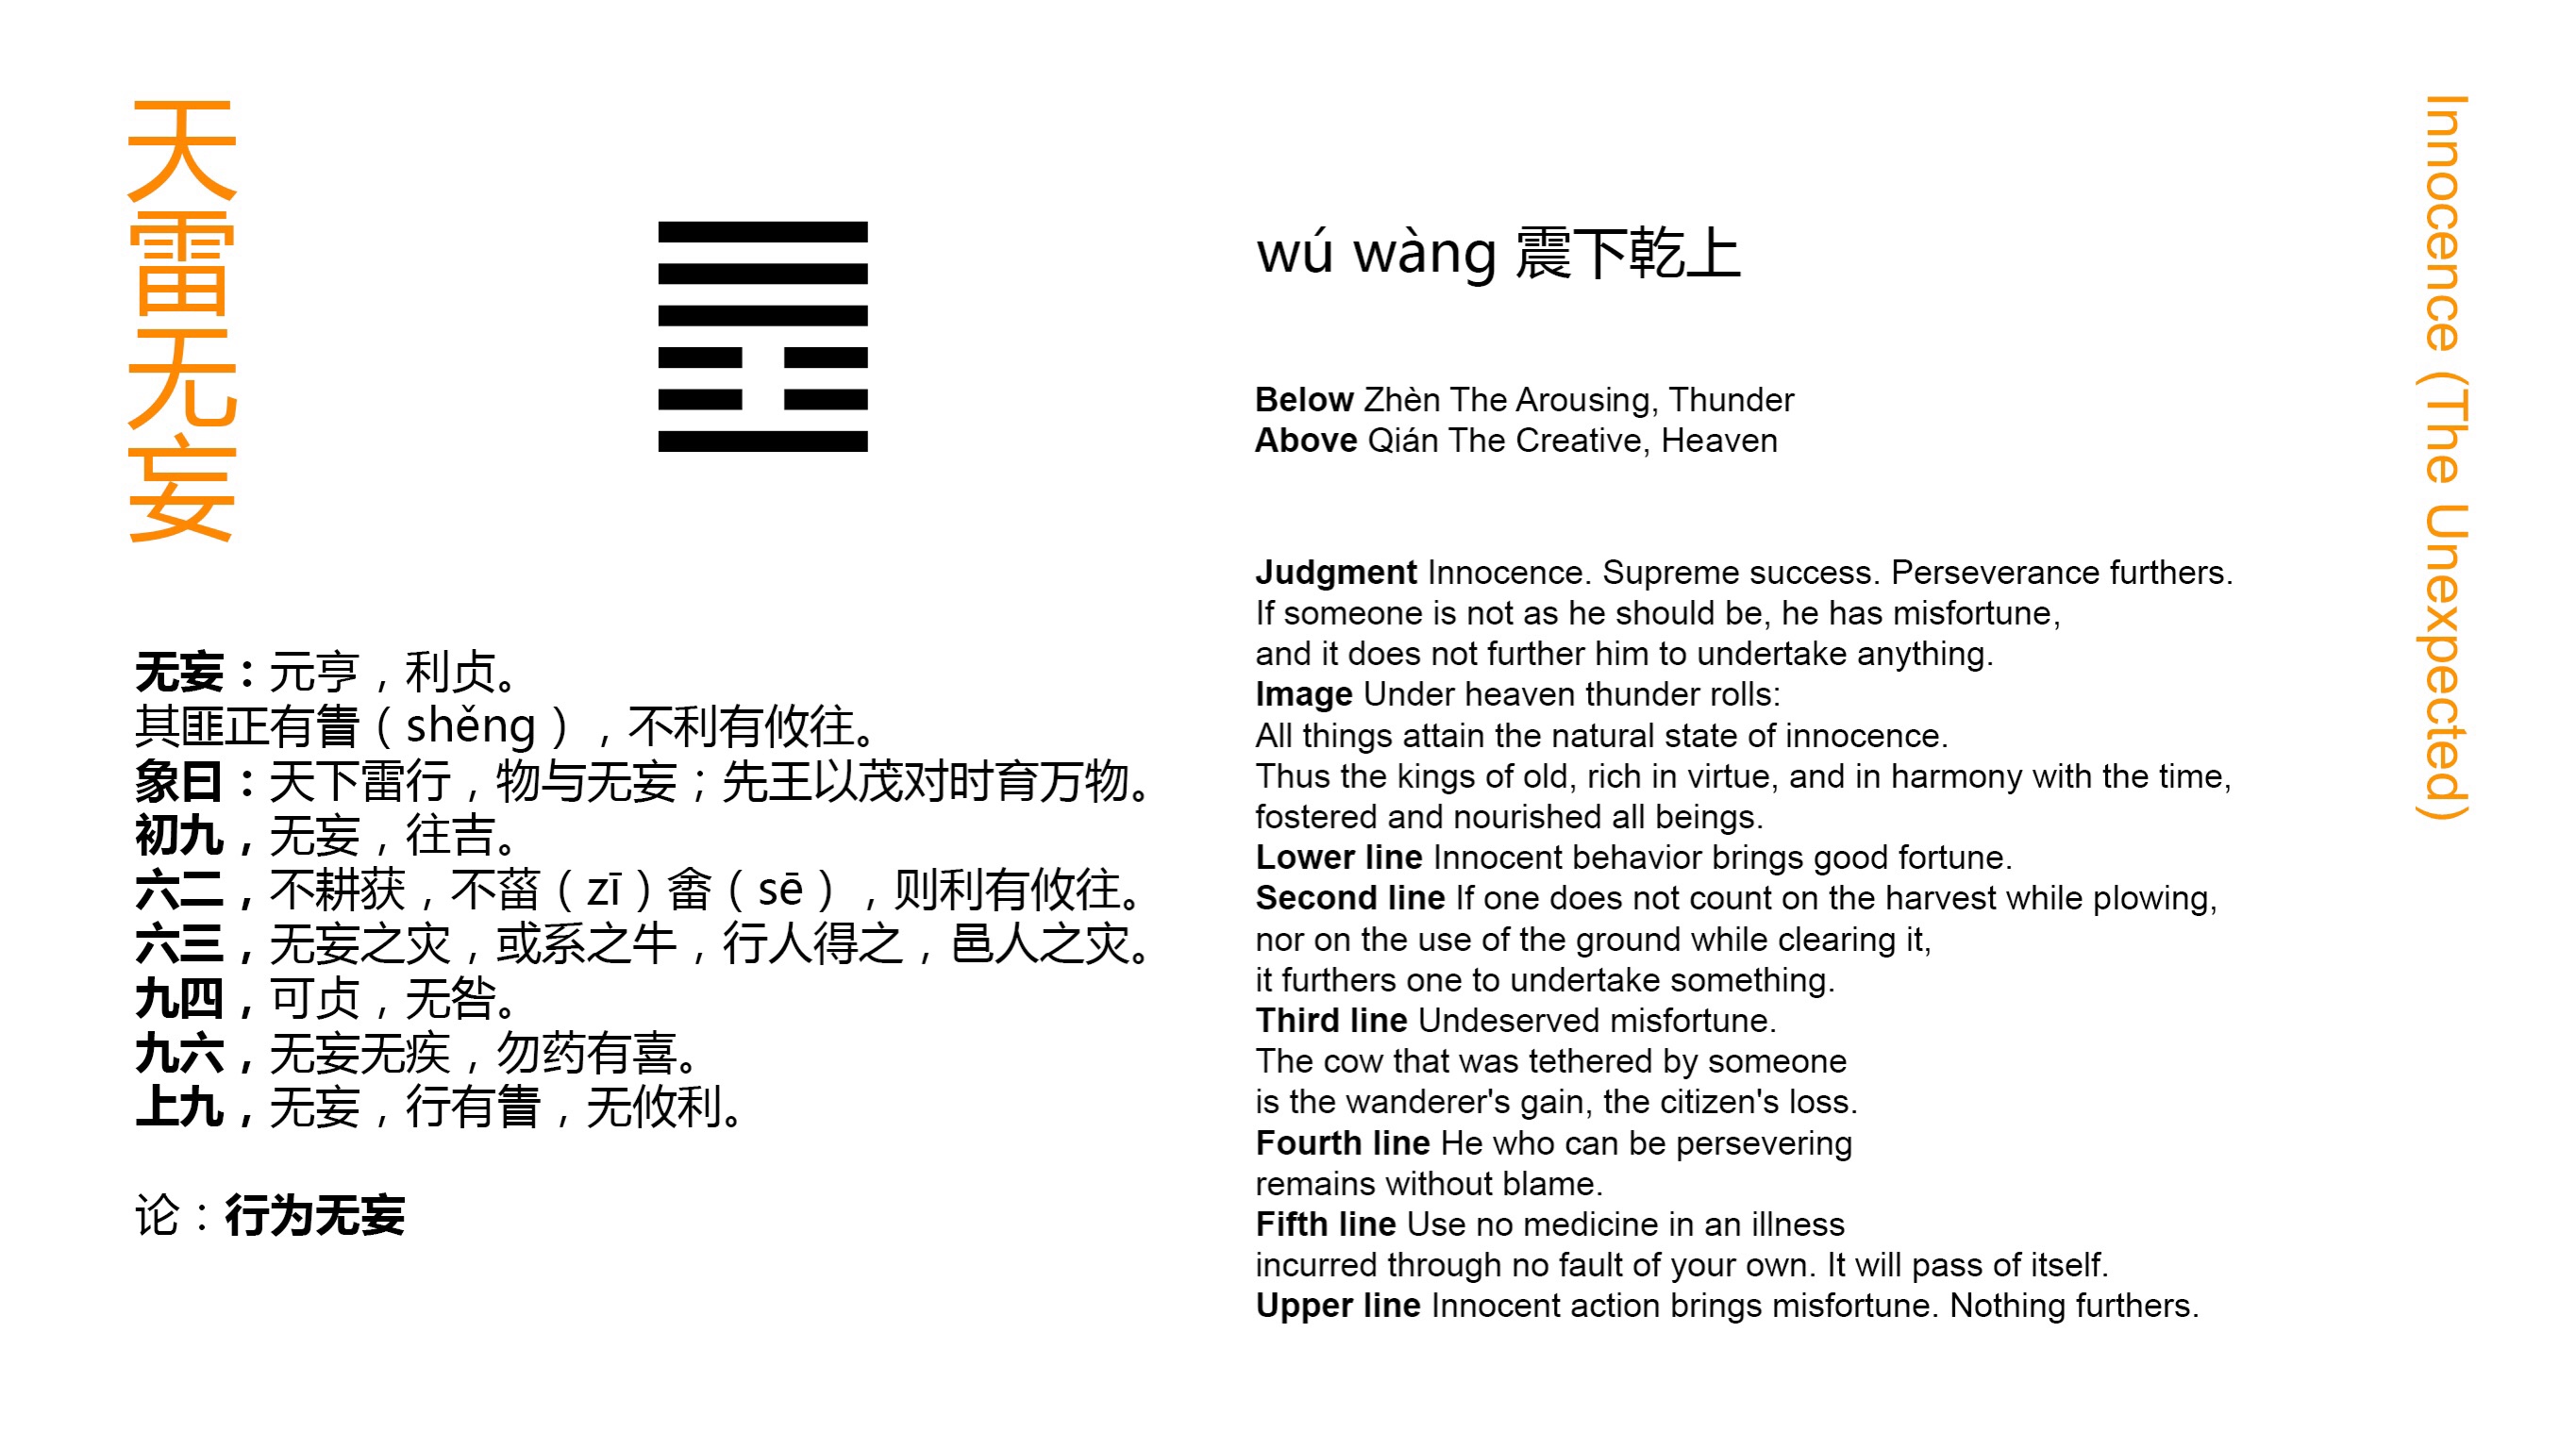 天雷无妄
无妄：元亨，利贞。
其匪正有眚（shěng），不利有攸往。
象曰：天下雷行，物与无妄；先王以茂对时育万物。
初九，无妄，往吉。
六二，不耕获，不菑（zī）畲（sē），则利有攸往。
六三，无妄之灾，或系之牛，行人得之，邑人之灾。
九四，可贞，无咎。
九六，无妄无疾，勿药有喜。
上九，无妄，行有眚，无攸利。
论：行为无妄
wú wàng 震下乾上
Below Zhèn The Arousing, Thunder
Above Qián The Creative, Heaven
Judgment Innocence. Supreme success. Perseverance furthers.
If someone is not as he should be, he has misfortune,
and it does not further him to undertake anything.
Image Under heaven thunder rolls:
All things attain the natural state of innocence.
Thus the kings of old, rich in virtue, and in harmony with the time,
fostered and nourished all beings.
Lower line Innocent behavior brings good fortune.
Second line If one does not count on the harvest while plowing,
nor on the use of the ground while clearing it,
it furthers one to undertake something.
Third line Undeserved misfortune.
The cow that was tethered by someone
is the wanderer's gain, the citizen's loss.
Fourth line He who can be persevering
remains without blame.
Fifth line Use no medicine in an illness
incurred through no fault of your own. It will pass of itself.
Upper line Innocent action brings misfortune. Nothing furthers.
Innocence (The Unexpected)